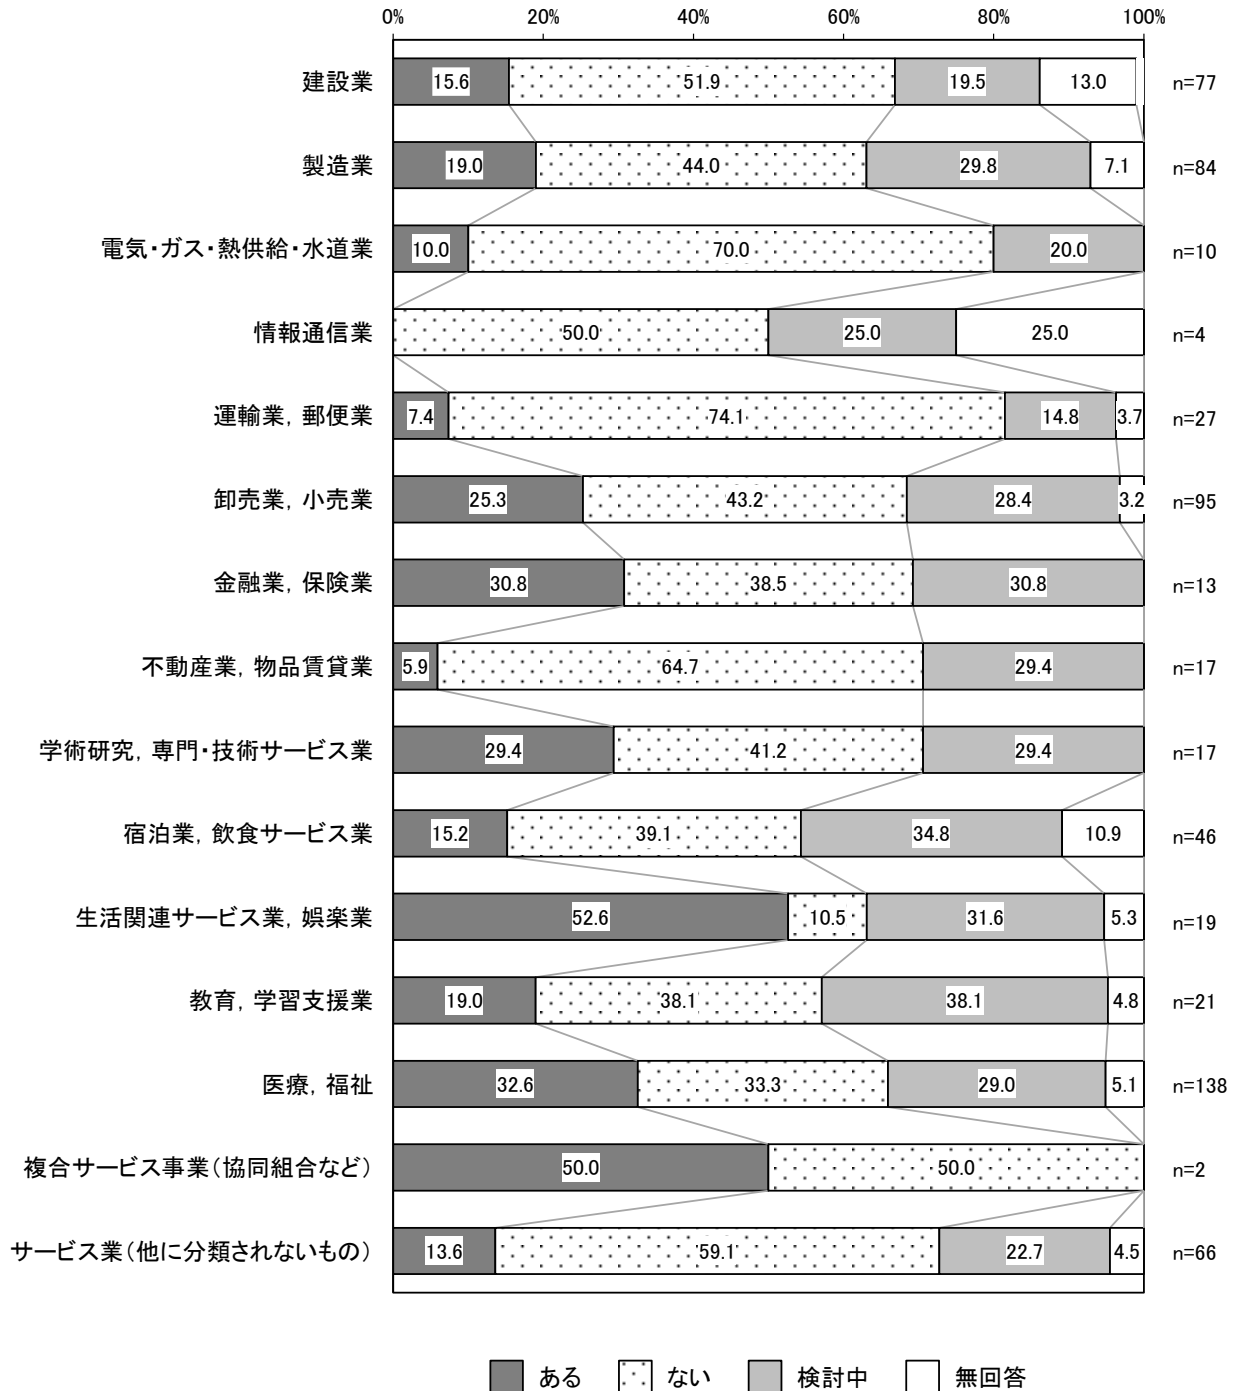 0% 20% 40% 60% 80% 100%
建設業 15.6 51.9 19.5 13.0 n=77
製造業 19.0 44.0 29.8 7.1 n=84
電気・ガス・熱供給・水道業 10.0 70.0 20.0 n=10
情報通信業 50.0 25.0 25.0 n=4
運輸業，郵便業 7.4 74.1 14.8 3.7 n=27
卸売業，小売業 25.3 43.2 28.4 3.2 n=95
金融業，保険業 30.8 38.5 30.8 n=13
不動産業，物品賃貸業 5.9 64.7 29.4 n=17
学術研究，専門・技術サービス業 29.4 41.2 29.4 n=17
宿泊業，飲食サービス業 15.2 39.1 34.8 10.9 n=46
生活関連サービス業，娯楽業 52.6 10.5 31.6 5.3 n=19
教育，学習支援業 19.0 38.1 38.1 4.8 n=21
医療，福祉 32.6 33.3 29.0 5.1 n=138
複合サービス事業（協同組合など） 50.0 50.0 n=2
サービス業（他に分類されないもの） 13.6 59.1 22.7 4.5 n=66
ある ない 検討中 無回答